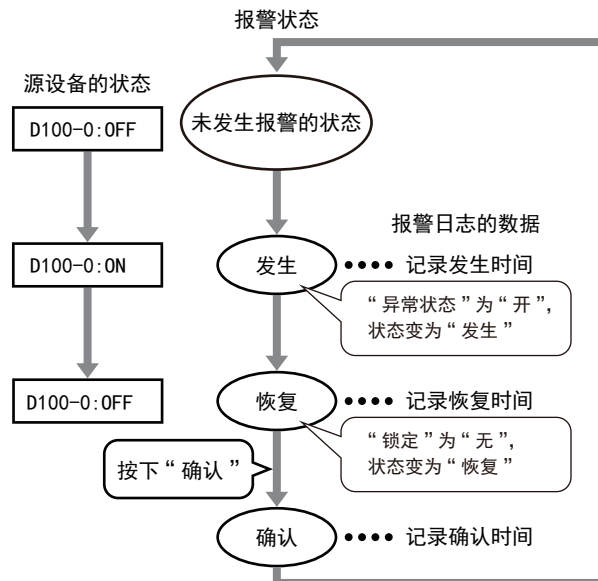 报警状态
源设备的状态
D100-0:OFF
未发生报警的状态
报警日志的数据
D100-0:ON
发生
•••• 记录发生时间
“异常状态”为“开”，
状态变为“发生”
D100-0:OFF
恢复
•••• 记录恢复时间
“锁定”为“无”，
状态变为“恢复”
按下“确认”
确认
•••• 记录确认时间